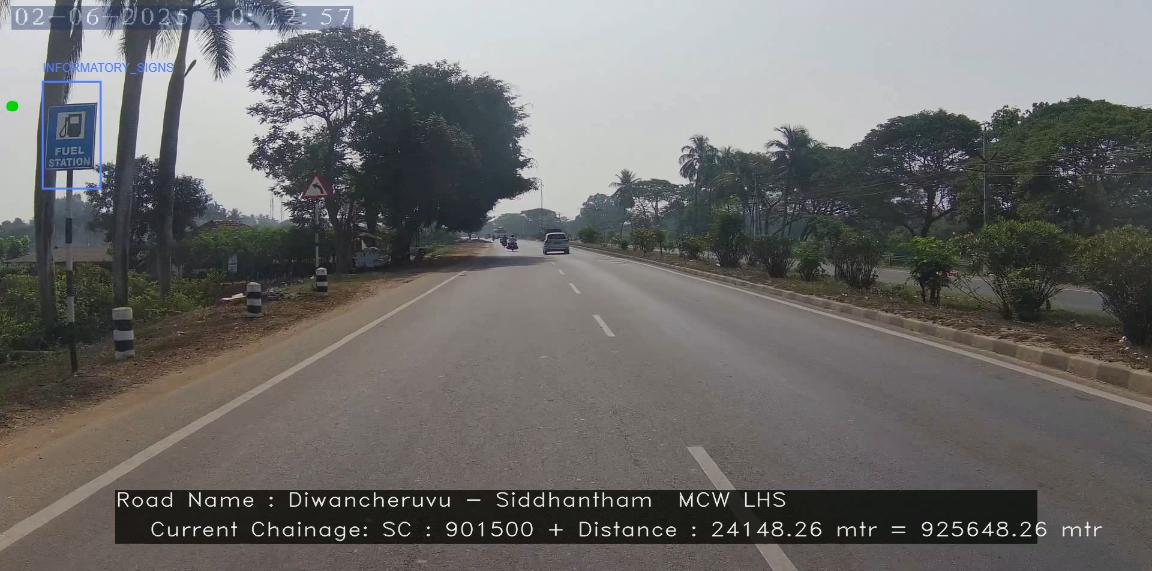 02-06-2025 10:12:57
INFORMATORY_SIGNS
FUEL
STATION
Road Name : Diwancheruvu - Siddhantham MCW LHS
Current Chainage: SC : 901500 + Distance : 24148.26 mtr = 925648.26 mtr